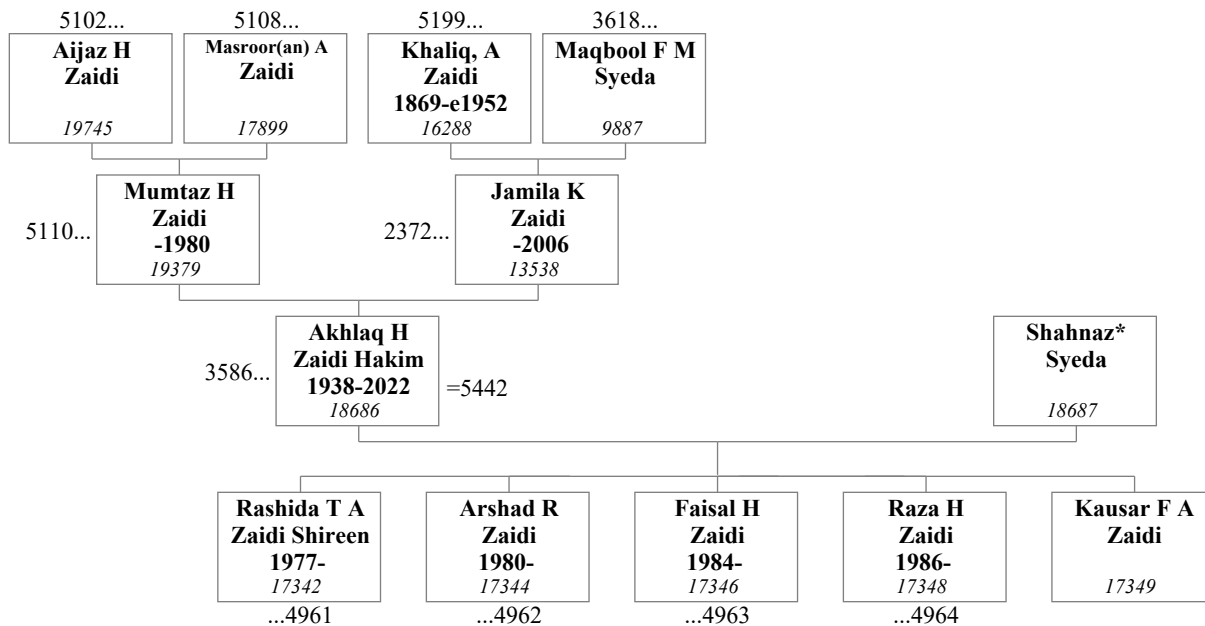 5102...
5108...
5199...
3618...
Aijaz H
Zaidi
19745
Masroor(an) A
Zaidi
17899
Khaliq, A
Zaidi
1869-e1952
16288
Maqbool F M
Syeda
9887
5110...
Mumtaz H
Zaidi
-1980
19379
2372...
Jamila K
Zaidi
-2006
13538
3586...
Akhlaq H
Zaidi Hakim
1938-2022
18686
=5442
Shahnaz*
Syeda
18687
Rashida T A
Zaidi Shireen
1977-
17342
...4961
Arshad R
Zaidi
1980-
17344
...4962
Faisal H
Zaidi
1984-
17346
...4963
Raza H
Zaidi
1986-
17348
...4964
Kausar F A
Zaidi
17349